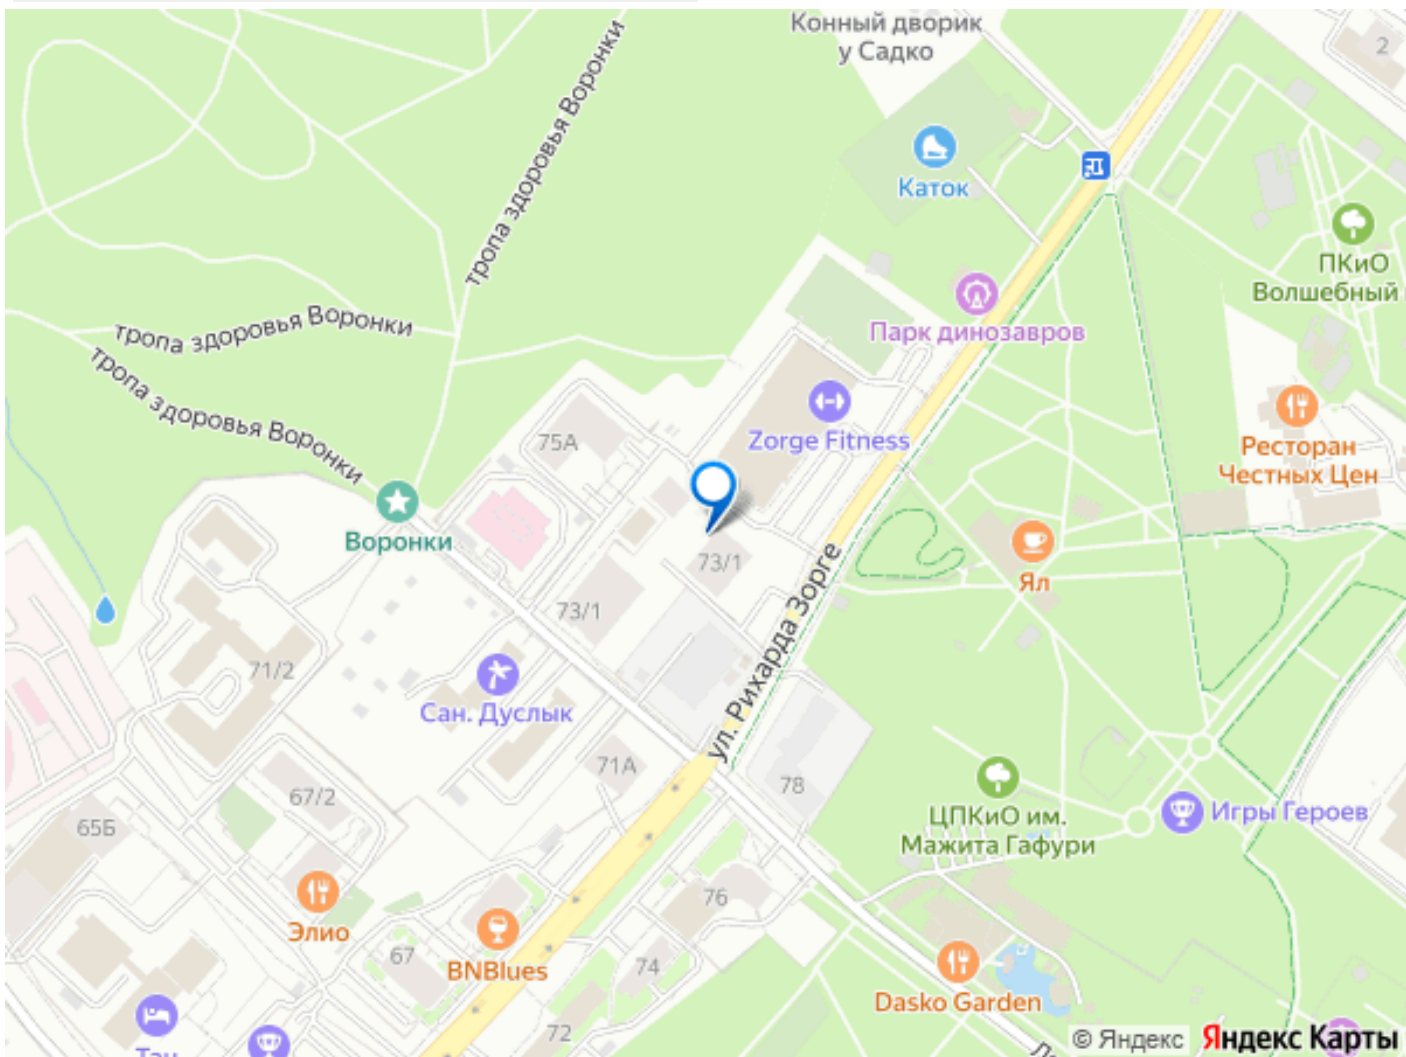 Конный дворик
у Садко
2
Каток
тропа здоровья Воронки
ПКиО
Волшебный
Парк динозавров
тропа здоровья Воронки
тропа здоровья Воронки
Zorge Fitness
75А
Ресторан
Честных Цен
Воронки
73/1
Ял
73/1
ул. Рихарда Зорге
71/2
Сан. Дуслык
71А
78
67/2
ЦПКиО им.
Мажита Гафури
Игры Героев
65Б
76
Элио
67
BNBlues
74
Dasko Garden
72
© Яндекс Яндекс Карты